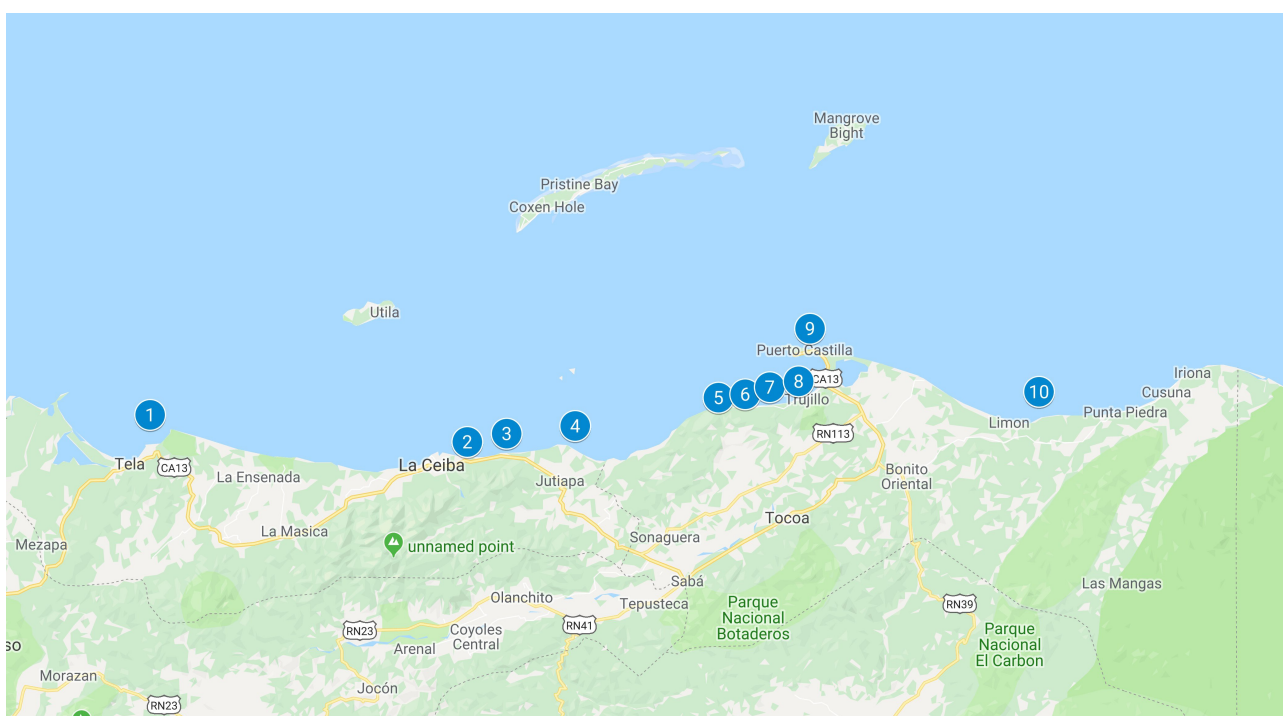 Mangrove
Bight
Pristine Bay
Coxen Hole
Utila
9
Puerto Castilla
Iriona
10
Cusuna
5
6
7
8
CA13
Trujillo
1
Punta Piedra
Limon
2
3
4
RN113
Tela
CA13
La Ceiba
La Ensenada
Jutiapa
Bonito
Oriental
Tocoa
La Masica
Sonaguera
Mezapa
unnamed point
Sabá
Las Mangas
Olanchito
Tepusteca
Parque
Nacional
Botaderos
RN39
RN23
RN41
Coyoles
Central
Arenal
Parque
Nacional
El Carbon
so
Morazan
Jocón
RN23